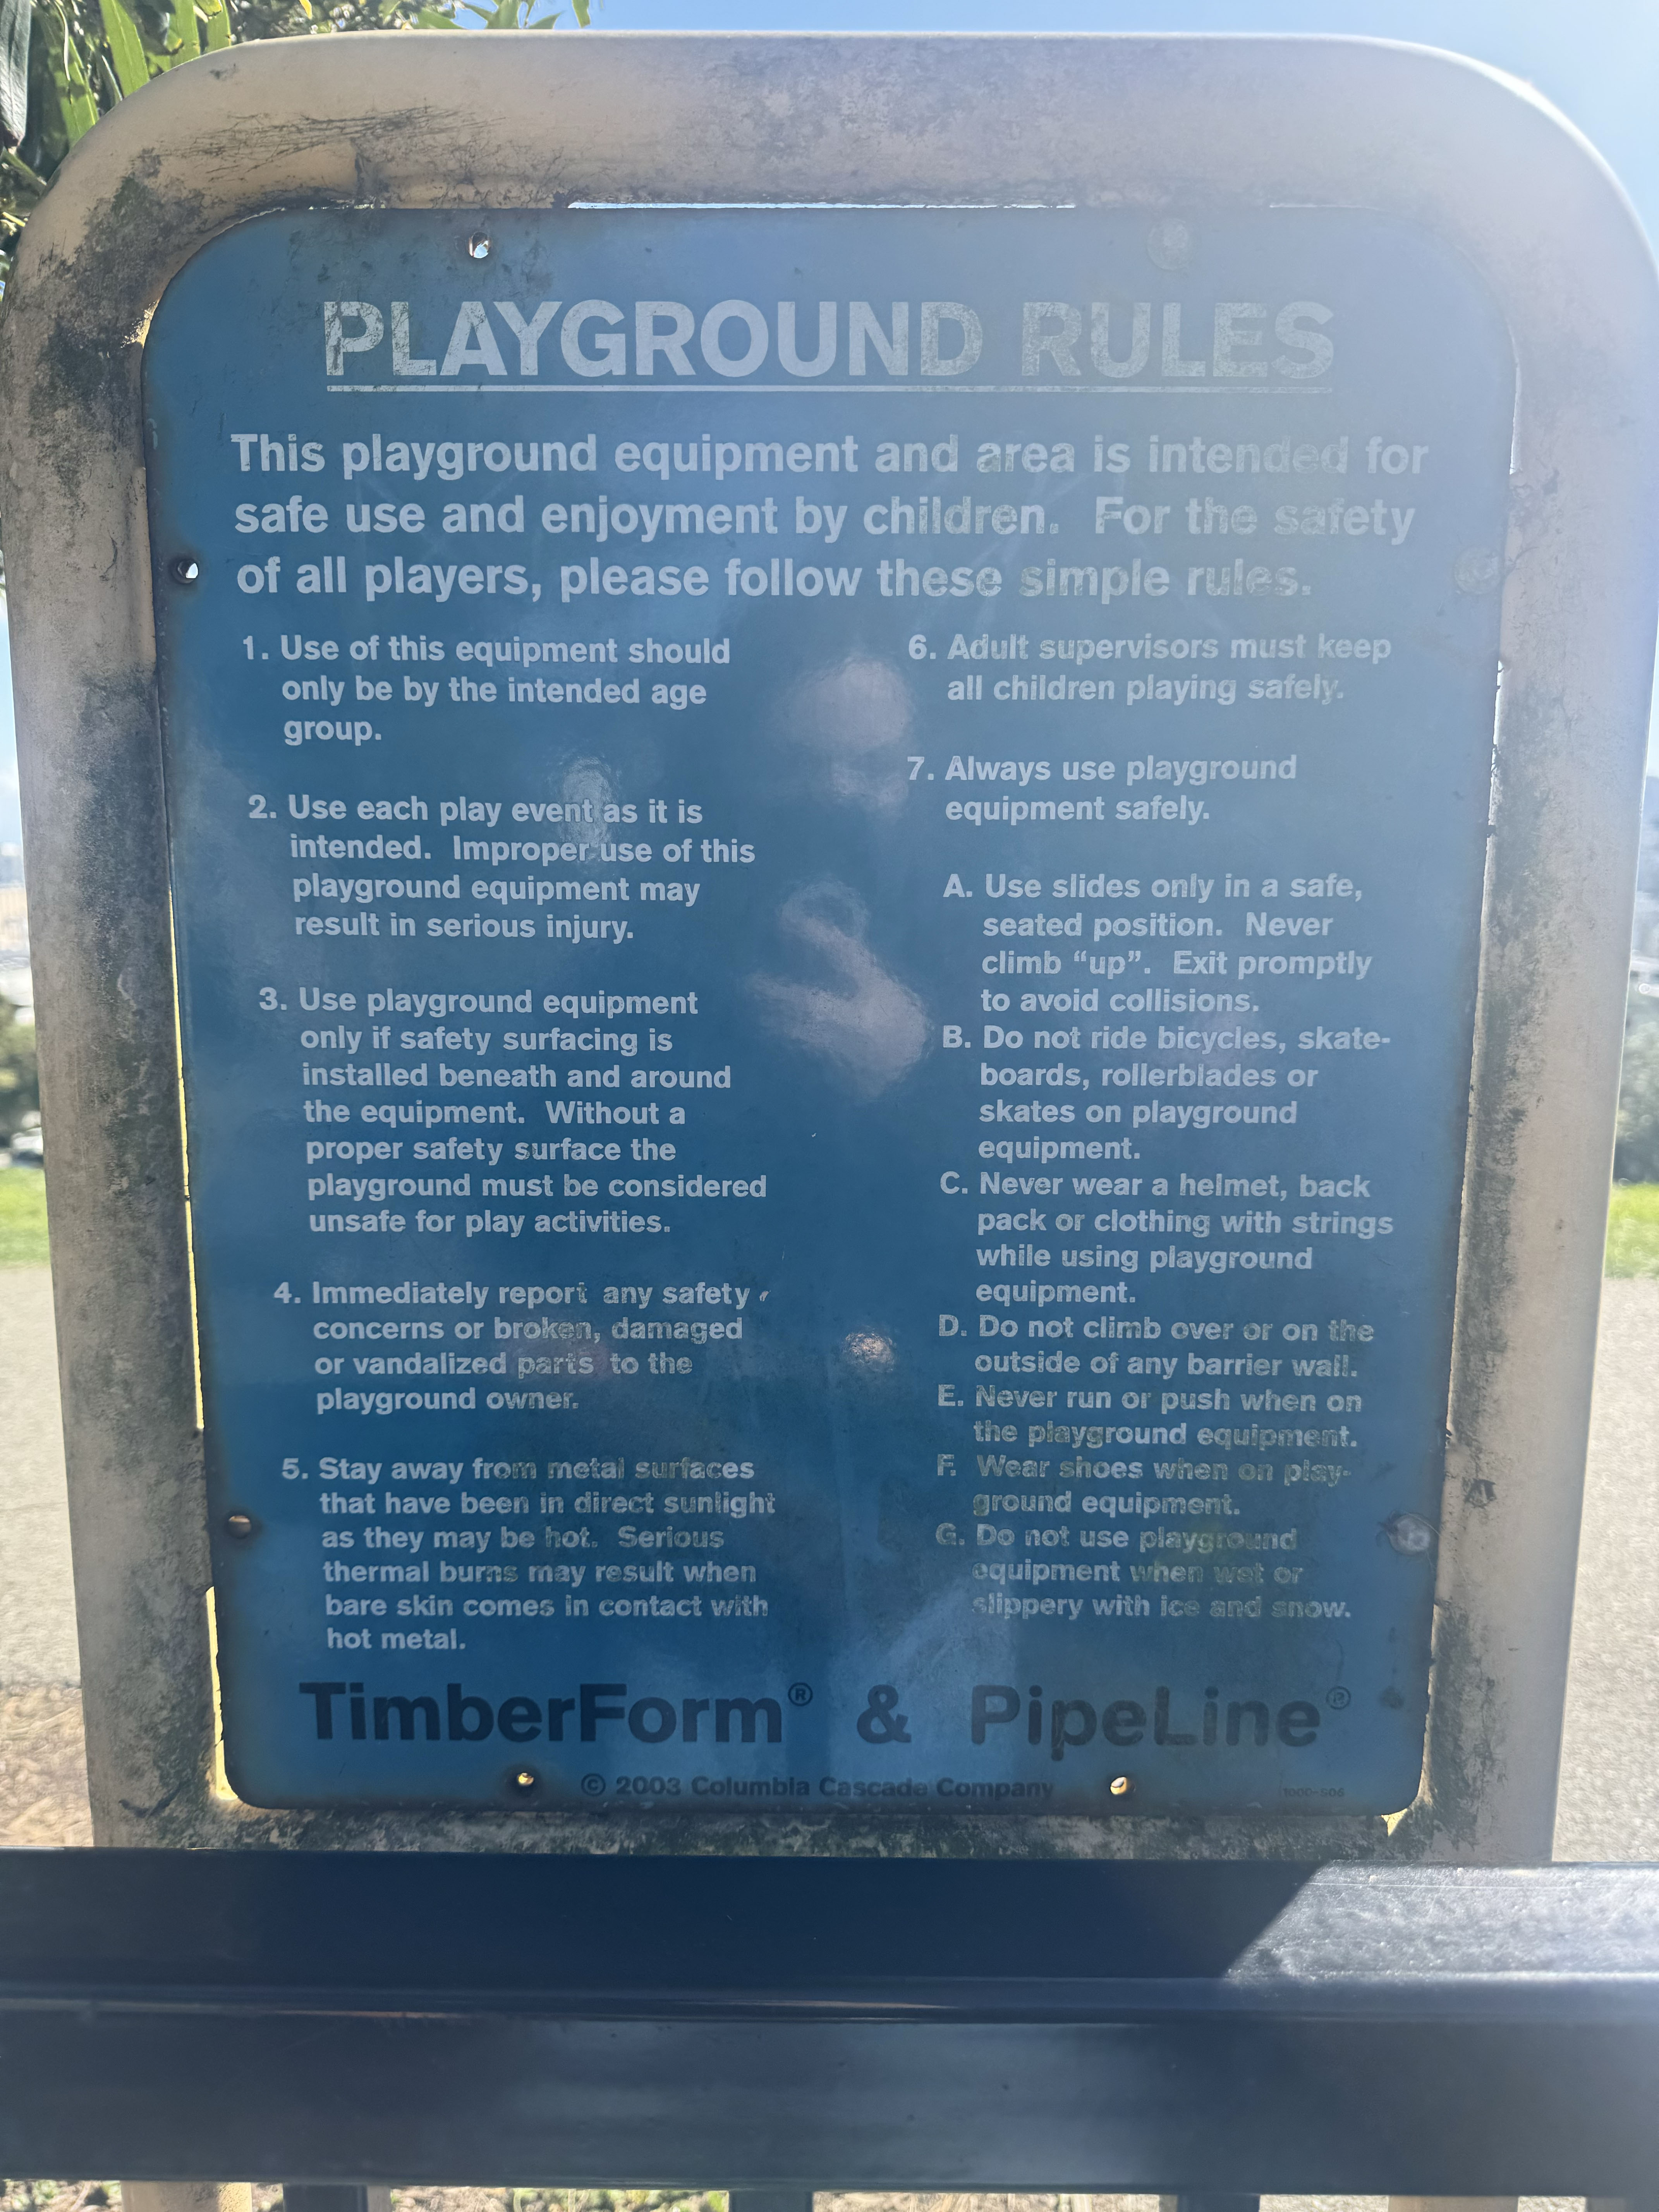 PLAYGROUND RULES
This playground equipment and area is intended for
safe use and enjoyment by children. For the safety
of all players, please follow these simple rules.
1. Use of this equipment should
only be by the intended age
group.
2. Use each play event as it is
intended. Improper use of this
playground equipment may
result in serious injury.
3. Use playground equipment
only if safety surfacing is
installed beneath and around
the equipment. Without a
proper safety surface the
playground must be considered
unsafe for play activities.
4. Immediately report any safety
concerns or broken, damaged
or vandalized parts to the
playground owner.
5. Stay away from metal surfaces
that have been in direct sunlight
as they may be hot. Serious
thermal burns may result when
bare skin comes in contact with
hot metal.
6. Adult supervisors must keep
all children playing safely.
7. Always use playground
equipment safely.
A. Use slides only in a safe,
seated position. Never
climb “up”. Exit promptly
to avoid collisions.
B. Do not ride bicycles, skate-
boards, rollerblades or
skates on playground
equipment.
C. Never wear a helmet, back
pack or clothing with strings
while using playground
equipment.
D. Do not climb over or on the
outside of any barrier wall.
E. Never run or push when on
the playground equipment.
F. Wear shoes when on play-
ground equipment.
G. Do not use playground
equipment when wet or
slippery with ice and snow.
TimberForm® & PipeLine®
© 2003 Columbia Cascade Company